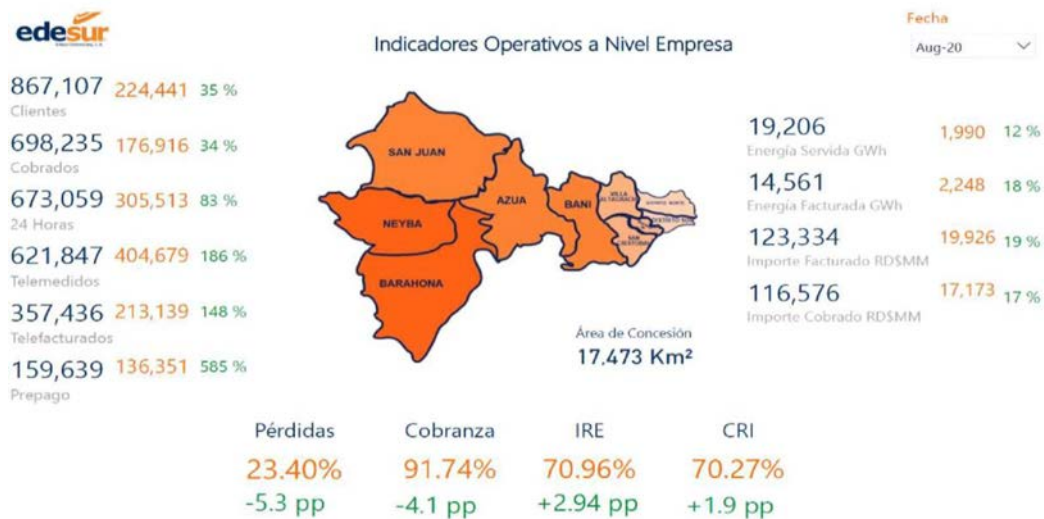 edesur
Indicadores Operativos a Nivel Empresa
Fecha
Aug-20
867,107 224,441 35 %
Clientes
698,235 176,916 34 %
Cobrados
673,059 305,513 83 %
24 Horas
621,847 404,679 186 %
Telemedidos
357,436 213,139 148 %
Telefacturados
159,639 136,351 585 %
Prepago
SAN JUAN
NEYBA
AZUA
BANI
BARAHONA
VILLA
ALTAGRACIA
SAN
CRISTOBAL
Área de Concesión
17,473 Km²
19,206 1,990 12 %
Energía Servida GWh
14,561 2,248 18 %
Energía Facturada GWh
123,334 19,926 19 %
Importe Facturado RD$MM
116,576 17,173 17 %
Importe Cobrado RD$MM
Pérdidas Cobranza IRE CRI
23.40% 91.74% 70.96% 70.27%
-5.3 pp -4.1 pp +2.94 pp +1.9 pp